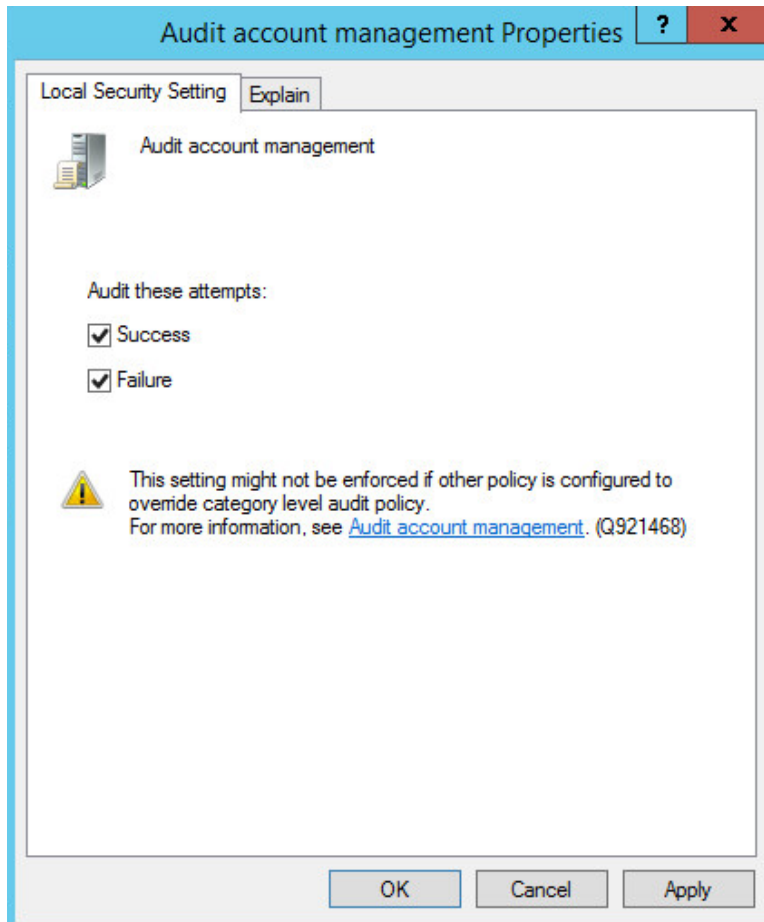 Audit account management Properties
?
x
Local Security Setting
Explain
Audit account management
Audit these attempts:
Success
Failure
This setting might not be enforced if other policy is configured to
override category level audit policy.
For more information, see Audit account management. (Q921468)
OK
Cancel
Apply